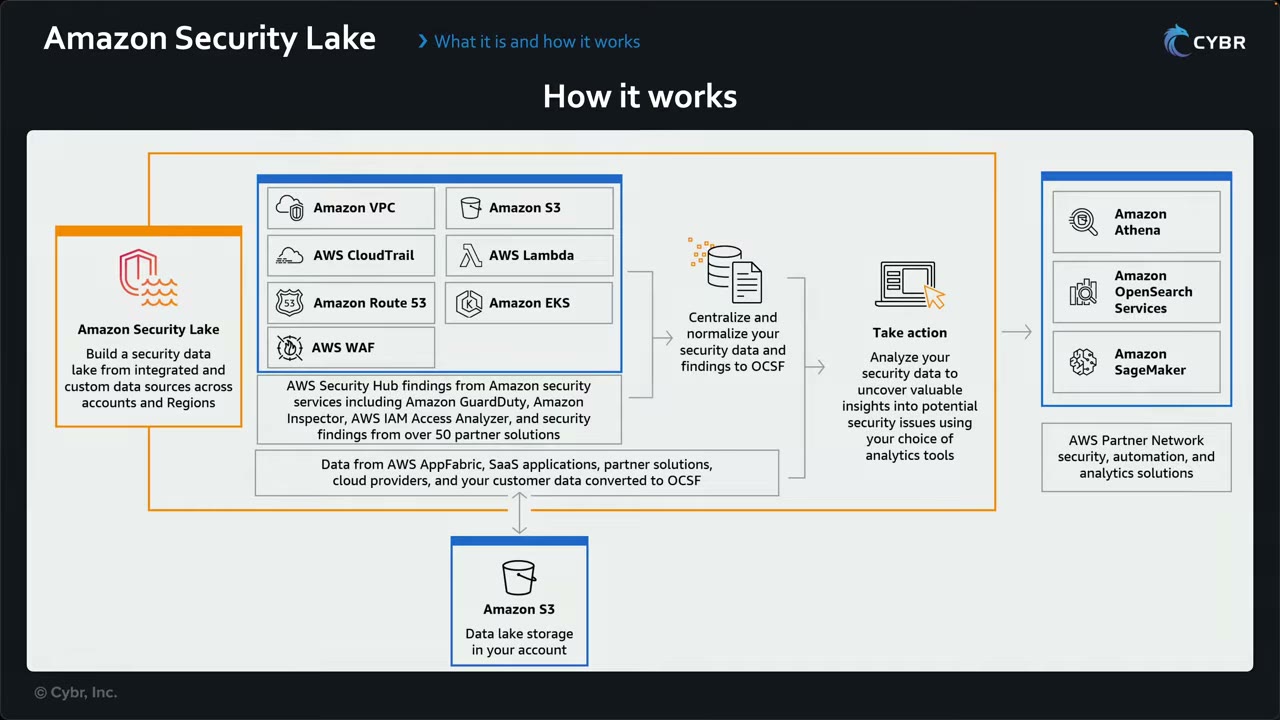 Amazon Security Lake
❯ What it is and how it works
CYBR
How it works
Amazon Security Lake
Build a security data
lake from integrated and
custom data sources across
accounts and Regions
Amazon VPC
Amazon S3
AWS CloudTrail
AWS Lambda
Amazon Route 53
53
Amazon EKS
K
AWS WAF
AWS Security Hub findings from Amazon security
services including Amazon GuardDuty, Amazon
Inspector, AWS IAM Access Analyzer, and security
findings from over 50 partner solutions
Data from AWS AppFabric, SaaS applications, partner solutions,
cloud providers, and your customer data converted to OCSF
Centralize and
normalize your
security data and
findings to OCSF
Take action
Analyze your
security data to
uncover valuable
insights into potential
security issues using
your choice of
analytics tools
Amazon
Athena
Amazon
OpenSearch
Services
Amazon
SageMaker
AWS Partner Network
security, automation, and
analytics solutions
Amazon S3
Data lake storage
in your account
© Cybr, Inc.